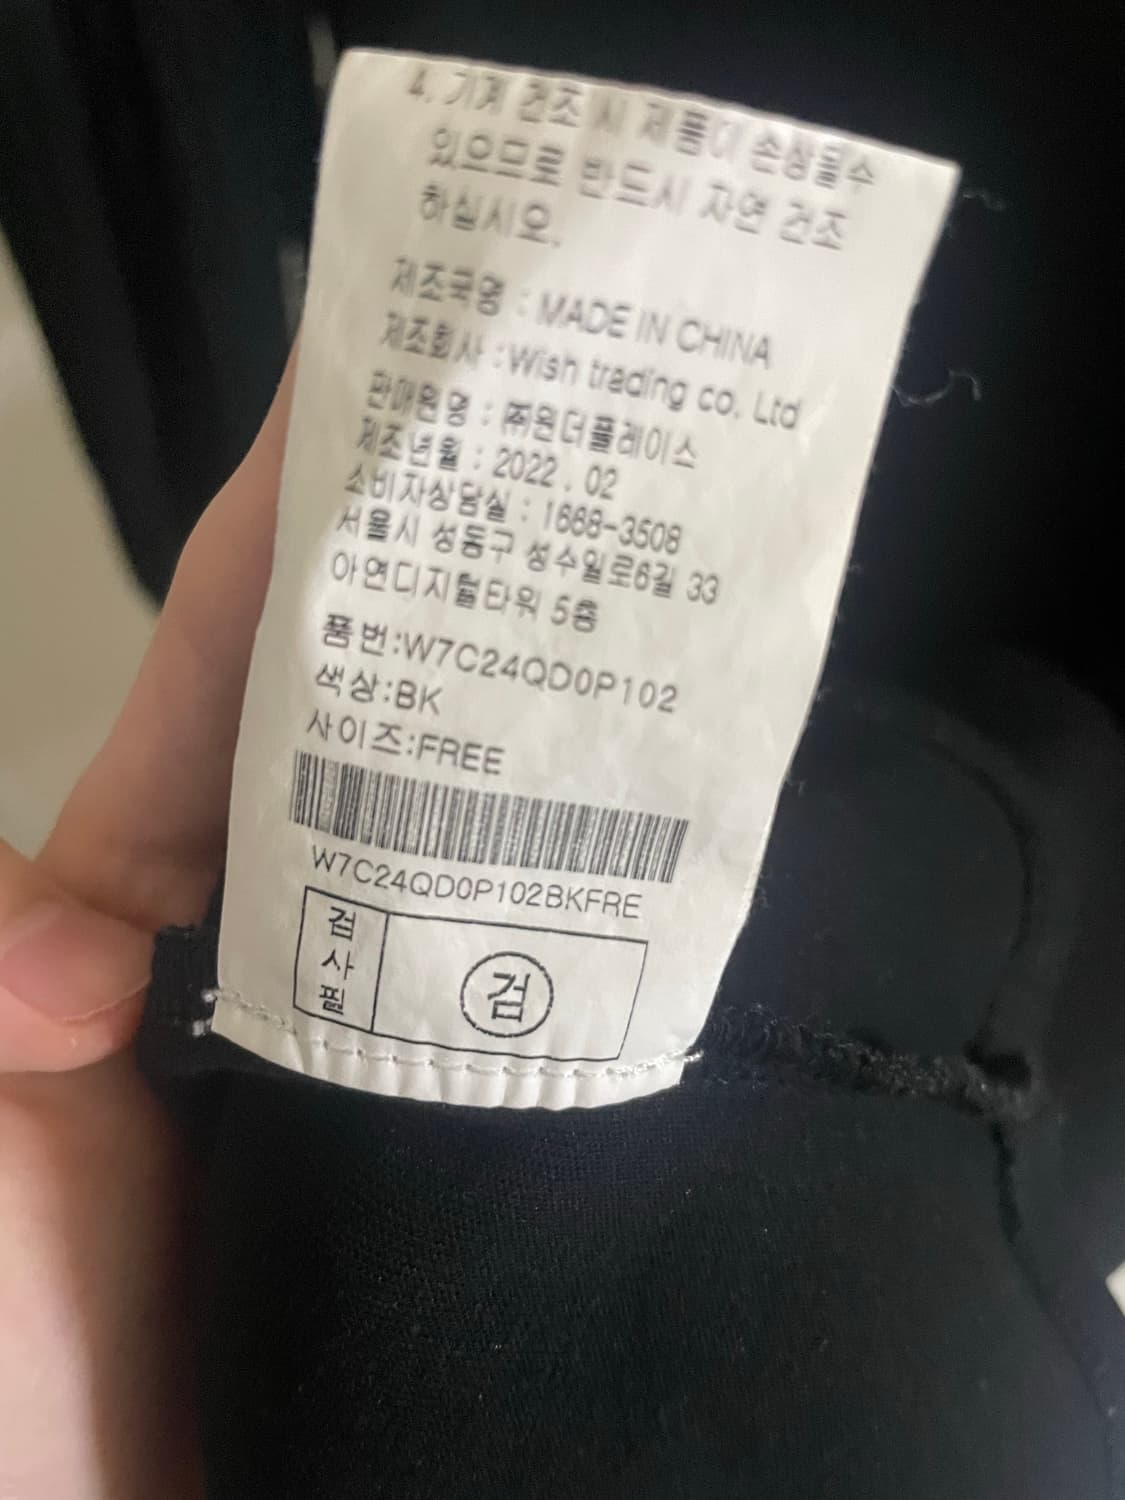 4. 기계 건조 시 제품이 손상될수
있으므로 반드시 자연 건조
하십시오.
제조국명 : MADE IN CHINA
제조회사 : Wish trading co. Ltd
판매원명 : ㈜원더플레이스
제조년월 : 2022 . 02
소비자상담실 : 1668-3508
서울시 성동구 성수일로6길 33
아연디지털타워 5층
품번:W7C24QD0P102
색상:BK
사이즈:FREE
W7C24QD0P102BKFRE
검사필
검